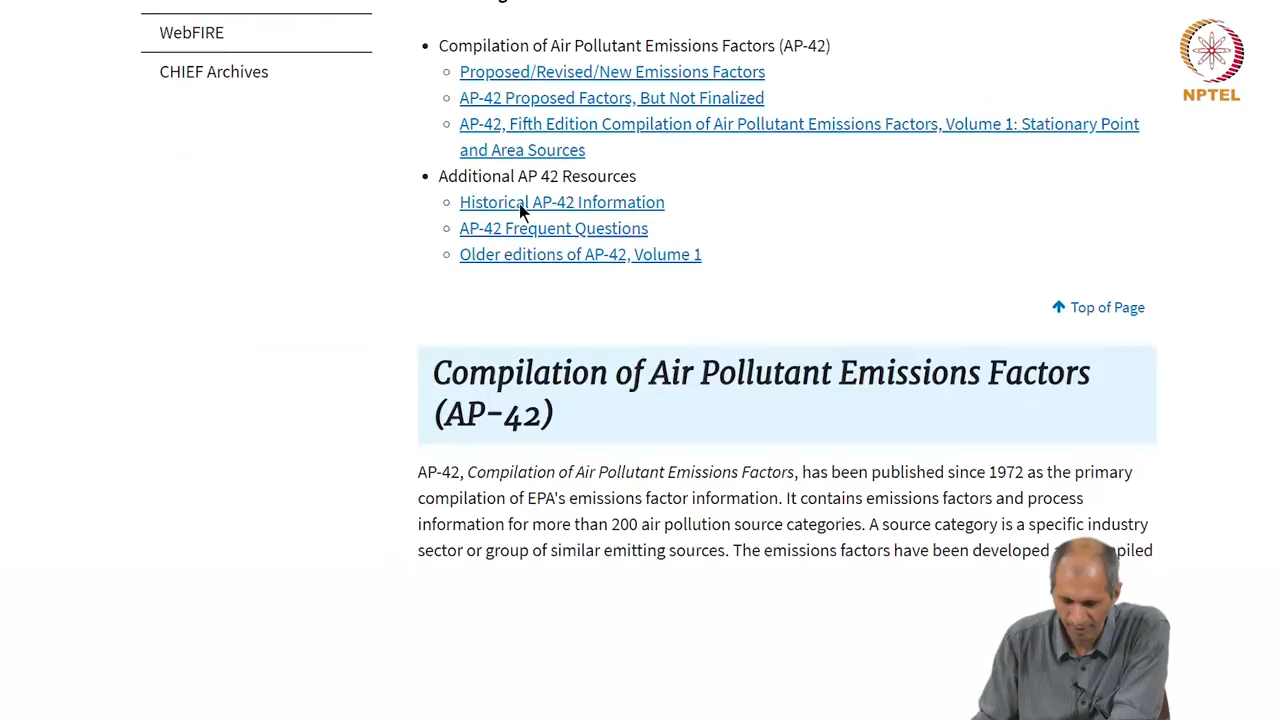 WebFIRE
CHIEF Archives
Compilation of Air Pollutant Emissions Factors (AP-42)
Proposed/Revised/New Emissions Factors
AP-42 Proposed Factors, But Not Finalized
AP-42, Fifth Edition Compilation of Air Pollutant Emissions Factors, Volume 1: Stationary Point
and Area Sources
Additional AP 42 Resources
Historical AP-42 Information
AP-42 Frequent Questions
Older editions of AP-42, Volume 1
NPTEL
Top of Page
Compilation of Air Pollutant Emissions Factors
(AP-42)
AP-42, Compilation of Air Pollutant Emissions Factors, has been published since 1972 as the primary
compilation of EPA's emissions factor information. It contains emissions factors and process
information for more than 200 air pollution source categories. A source category is a specific industry
sector or group of similar emitting sources. The emissions factors have been developed